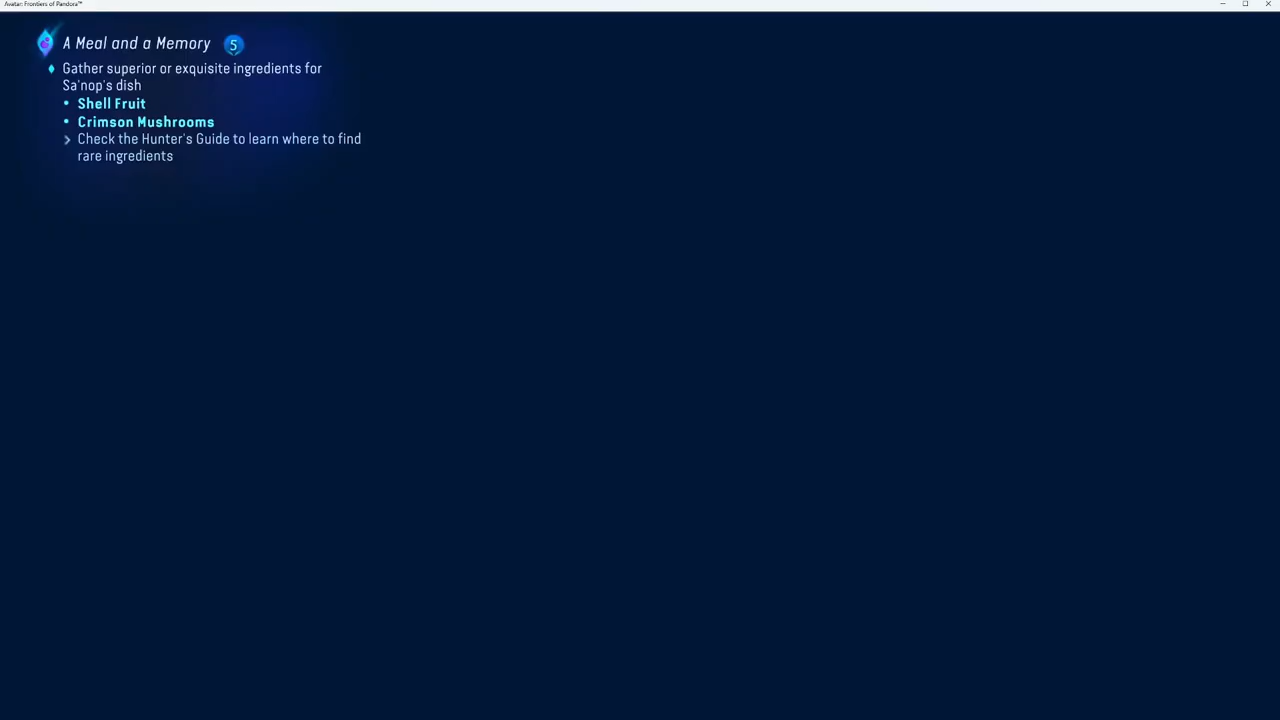 Avatar: Frontiers of Pandora™
A Meal and a Memory 5
Gather superior or exquisite ingredients for
Sa'nop's dish
• Shell Fruit
• Crimson Mushrooms
Check the Hunter's Guide to learn where to find
rare ingredients